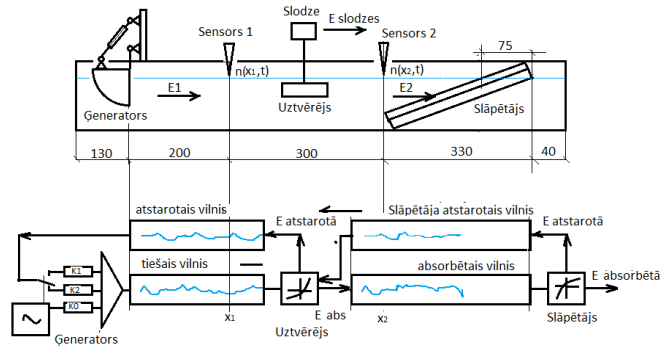 Slodze
E slodzes
Sensors 1
Sensors 2
75
n(x₁,t)
n(x₂,t)
E1
E2
Ģenerators
Uztvērējs
Slāpētājs
130
200
300
330
40
atstarotais vilnis
Slāpētāja atstarotais vilnis
E atstarotā
E atstarotā
tiešais vilnis
absorbētais vilnis
K1
K2
K0
E absorbētā
E abs
x₁
x₂
Ģenerators
Uztvērējs
Slāpētājs